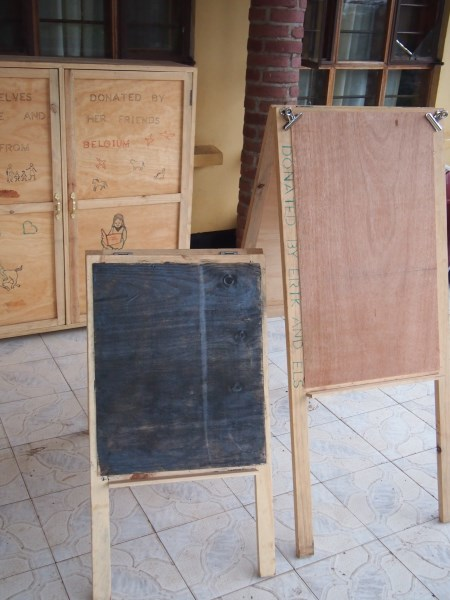 ELVES
E AND
FROM
DONATED BY
HER FRIENDS
BELGIUM
DONATED BY ERIK AND ELS